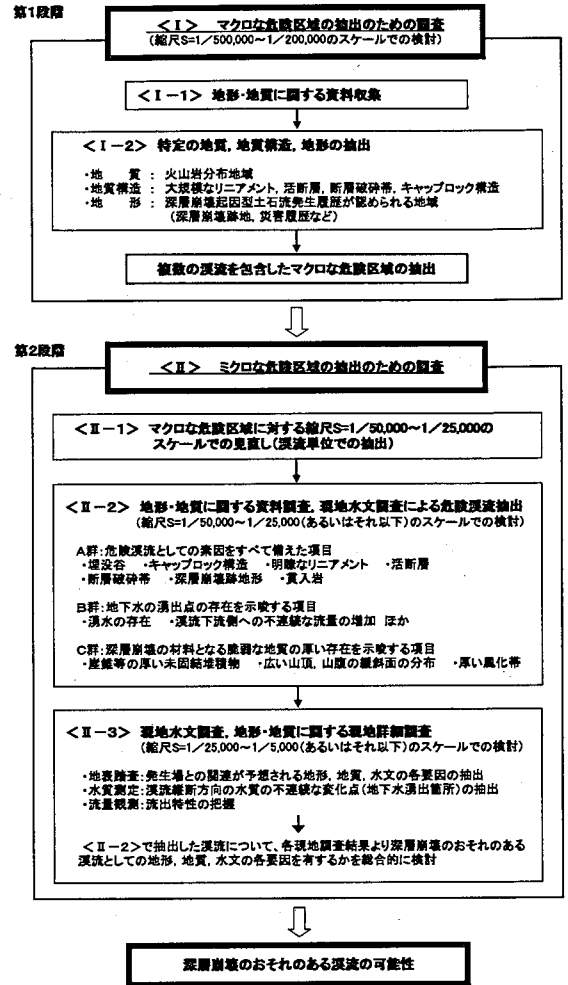 第1段階
<Ⅰ> マクロな危険区域の抽出のための調査
(縮尺S=1/500,000~1/200,000のスケールでの検討)
<Ⅰ-1> 地形・地質に関する資料収集
<Ⅰ-2> 特定の地質,地質構造,地形の抽出
・地　質 : 火山岩分布地域
・地質構造 : 大規模なリニアメント,活断層,断層破砕帯,キャップロック構造
・地　形 : 深層崩壊起因型土石流発生履歴が認められる地域
(深層崩壊跡地,災害履歴など)
複数の渓流を包含したマクロな危険区域の抽出
第2段階
<Ⅱ> ミクロな危険区域の抽出のための調査
<Ⅱ-1> マクロな危険区域に対する縮尺S=1/50,000~1/25,000の
スケールでの見直し(渓流単位での抽出)
<Ⅱ-2> 地形・地質に関する資料調査,現地水文調査による危険渓流抽出
(縮尺S=1/50,000~1/25,000(あるいはそれ以下)のスケールでの検討)
A群:危険渓流としての素因をすべて備えた項目
・埋没谷 ・キャップロック構造 ・明瞭なリニアメント ・活断層
・断層破砕帯 ・深層崩壊跡地形 ・貫入岩
B群:地下水の湧出点の存在を示唆する項目
・湧水の存在 ・渓流下流側への不連続な流量の増加 ほか
C群:深層崩壊の材料となる脆弱な地質の厚い存在を示唆する項目
・崖錐等の厚い未固結堆積物 ・広い山頂,山腹の緩斜面の分布 ・厚い風化帯
<Ⅱ-3> 現地水文調査,地形・地質に関する現地詳細調査
(縮尺S=1/25,000~1/5,000(あるいはそれ以下)のスケールでの検討)
・地表踏査:発生場との関連が予想される地形,地質,水文の各要因の抽出
・水質測定:渓流縦断方向の水質の不連続な変化点(地下水湧出箇所)の抽出
・流量観測:流出特性の把握
<Ⅱ-2>で抽出した渓流について、各現地調査結果より深層崩壊のおそれのある
渓流としての地形,地質,水文の各要因を有するかを総合的に検討
深層崩壊のおそれのある渓流の可能性